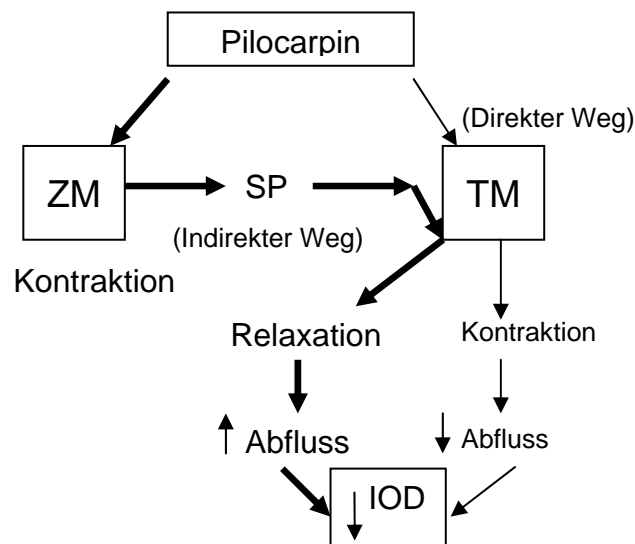 Pilocarpin
(Direkter Weg)
ZM
SP
TM
(Indirekter Weg)
Kontraktion
Relaxation
Kontraktion
Abfluss
Abfluss
IOD